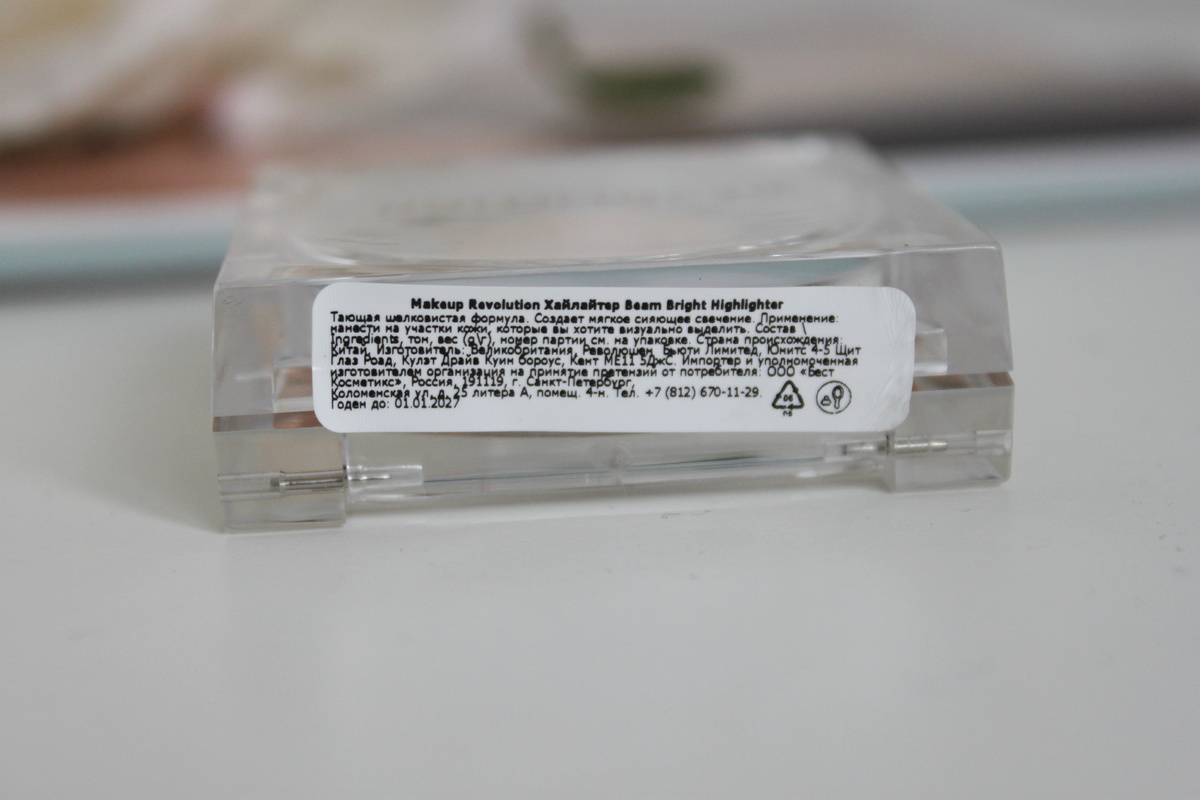 Makeup Revolution Хайлайтер Beam Bright Highlighter
Тающая шелковистая формула. Создает мягкое сияющее свечение. Применение:
нанести на участки кожи, которые вы хотите визуально выделить. Состав \
Ingredients, тон, вес (g\г), номер партии см. на упаковке. Страна происхождения:
Китай. Изготовитель: Великобритания, Революшен Бьюти Лимитед, Юнитс 4-5 Щит
Глаз Роад, Кулэт Драйв Куин бороус, Кент МЕ11 5ДжС. Импортер и уполномоченная
изготовителем организация на принятие претензий от потребителя: ООО «Бест
Косметикс», Россия, 191119, г. Санкт-Петербург,
Коломенская ул, д. 25 литера А, помещ. 4-н. Тел. +7 (812) 670-11-29.
Годен до: 01.01.2027
06